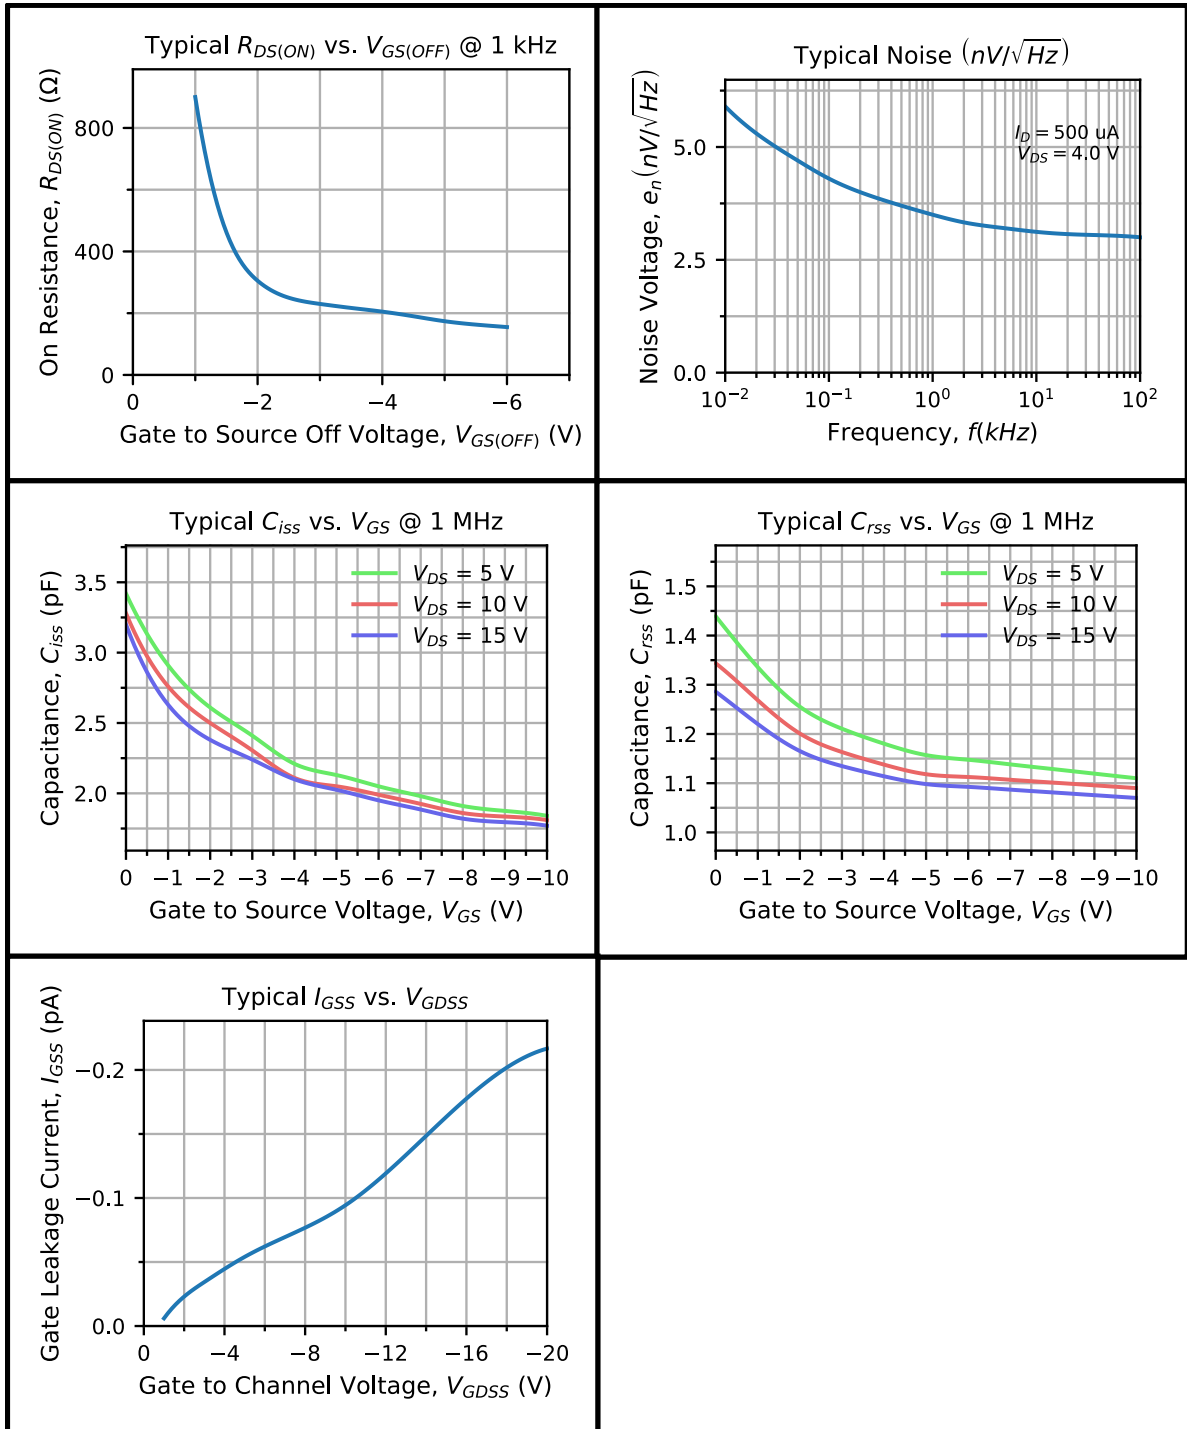 Typical R_DS(ON) vs. V_GS(OFF) @ 1 kHz
On Resistance, R_DS(ON) (Ω)
800
400
0
0 −2 −4 −6
Gate to Source Off Voltage, V_GS(OFF) (V)
Typical Noise (nV/√Hz)
Noise Voltage, e_n(nV/√Hz)
I_D = 500 uA
V_DS = 4.0 V
5.0
2.5
0.0
10⁻² 10⁻¹ 10⁰ 10¹ 10²
Frequency, f(kHz)
Typical C_iss vs. V_GS @ 1 MHz
Capacitance, C_iss (pF)
V_DS = 5 V
V_DS = 10 V
V_DS = 15 V
3.5
3.0
2.5
2.0
0 −1 −2 −3 −4 −5 −6 −7 −8 −9 −10
Gate to Source Voltage, V_GS (V)
Typical C_rss vs. V_GS @ 1 MHz
Capacitance, C_rss (pF)
V_DS = 5 V
V_DS = 10 V
V_DS = 15 V
1.5
1.4
1.3
1.2
1.1
1.0
0 −1 −2 −3 −4 −5 −6 −7 −8 −9 −10
Gate to Source Voltage, V_GS (V)
Typical I_GSS vs. V_GDSS
Gate Leakage Current, I_GSS (pA)
−0.2
−0.1
0.0
0 −4 −8 −12 −16 −20
Gate to Channel Voltage, V_GDSS (V)